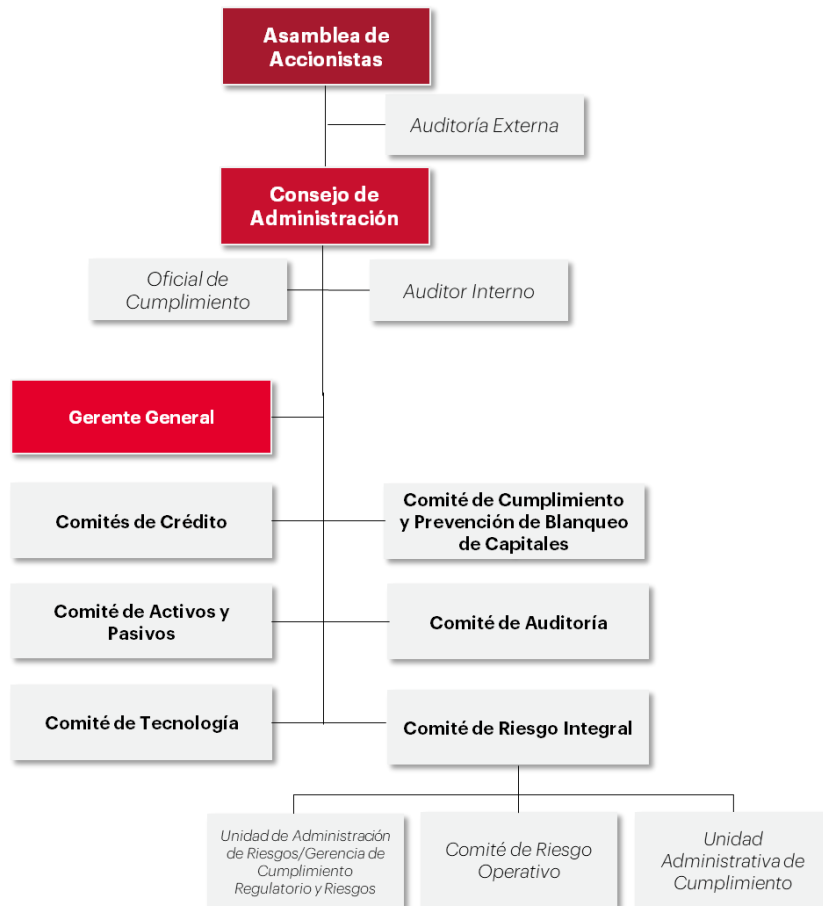 Asamblea de
Accionistas
Auditoría Externa
Consejo de
Administración
Oficial de
Cumplimiento
Auditor Interno
Gerente General
Comités de Crédito
Comité de Cumplimiento
y Prevención de Blanqueo
de Capitales
Comité de Activos y
Pasivos
Comité de Auditoría
Comité de Tecnología
Comité de Riesgo Integral
Unidad de Administración
de Riesgos/Gerencia de
Cumplimiento
Regulatorio y Riesgos
Comité de Riesgo
Operativo
Unidad
Administrativa de
Cumplimiento